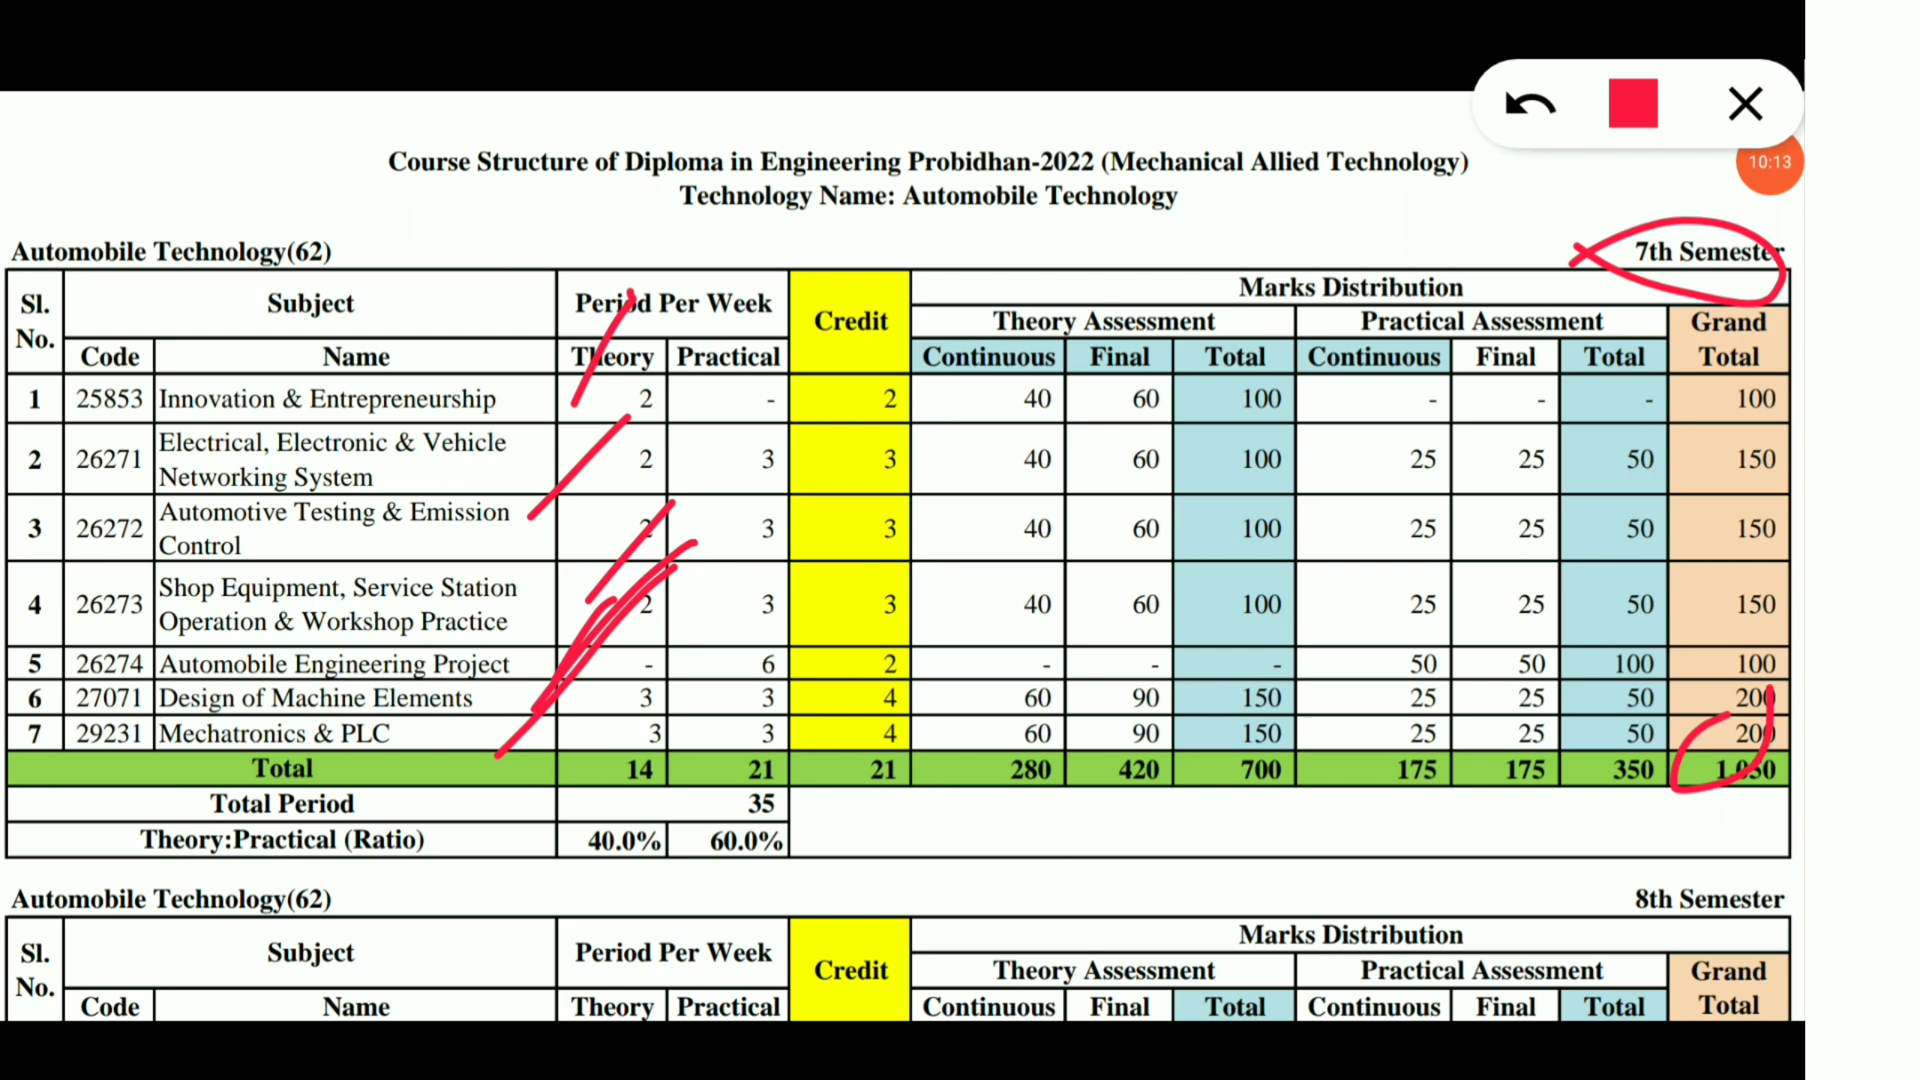 10:13
Course Structure of Diploma in Engineering Probidhan-2022 (Mechanical Allied Technology)
Technology Name: Automobile Technology
Automobile Technology(62) 7th Semester
Sl. No. Subject Period Per Week Credit Marks Distribution
Theory Assessment Practical Assessment Grand Total
Code Name Theory Practical Continuous Final Total Continuous Final Total
1 25853 Innovation & Entrepreneurship 2 - 2 40 60 100 - - - 100
2 26271 Electrical, Electronic & Vehicle Networking System 2 3 3 40 60 100 25 25 50 150
3 26272 Automotive Testing & Emission Control 2 3 3 40 60 100 25 25 50 150
4 26273 Shop Equipment, Service Station Operation & Workshop Practice 2 3 3 40 60 100 25 25 50 150
5 26274 Automobile Engineering Project - 6 2 - - - 50 50 100 100
6 27071 Design of Machine Elements 3 3 4 60 90 150 25 25 50 200
7 29231 Mechatronics & PLC 3 3 4 60 90 150 25 25 50 200
Total 14 21 21 280 420 700 175 175 350 1,050
Total Period 35
Theory:Practical (Ratio) 40.0% 60.0%
Automobile Technology(62) 8th Semester
Sl. No. Subject Period Per Week Credit Marks Distribution
Theory Assessment Practical Assessment Grand Total
Code Name Theory Practical Continuous Final Total Continuous Final Total